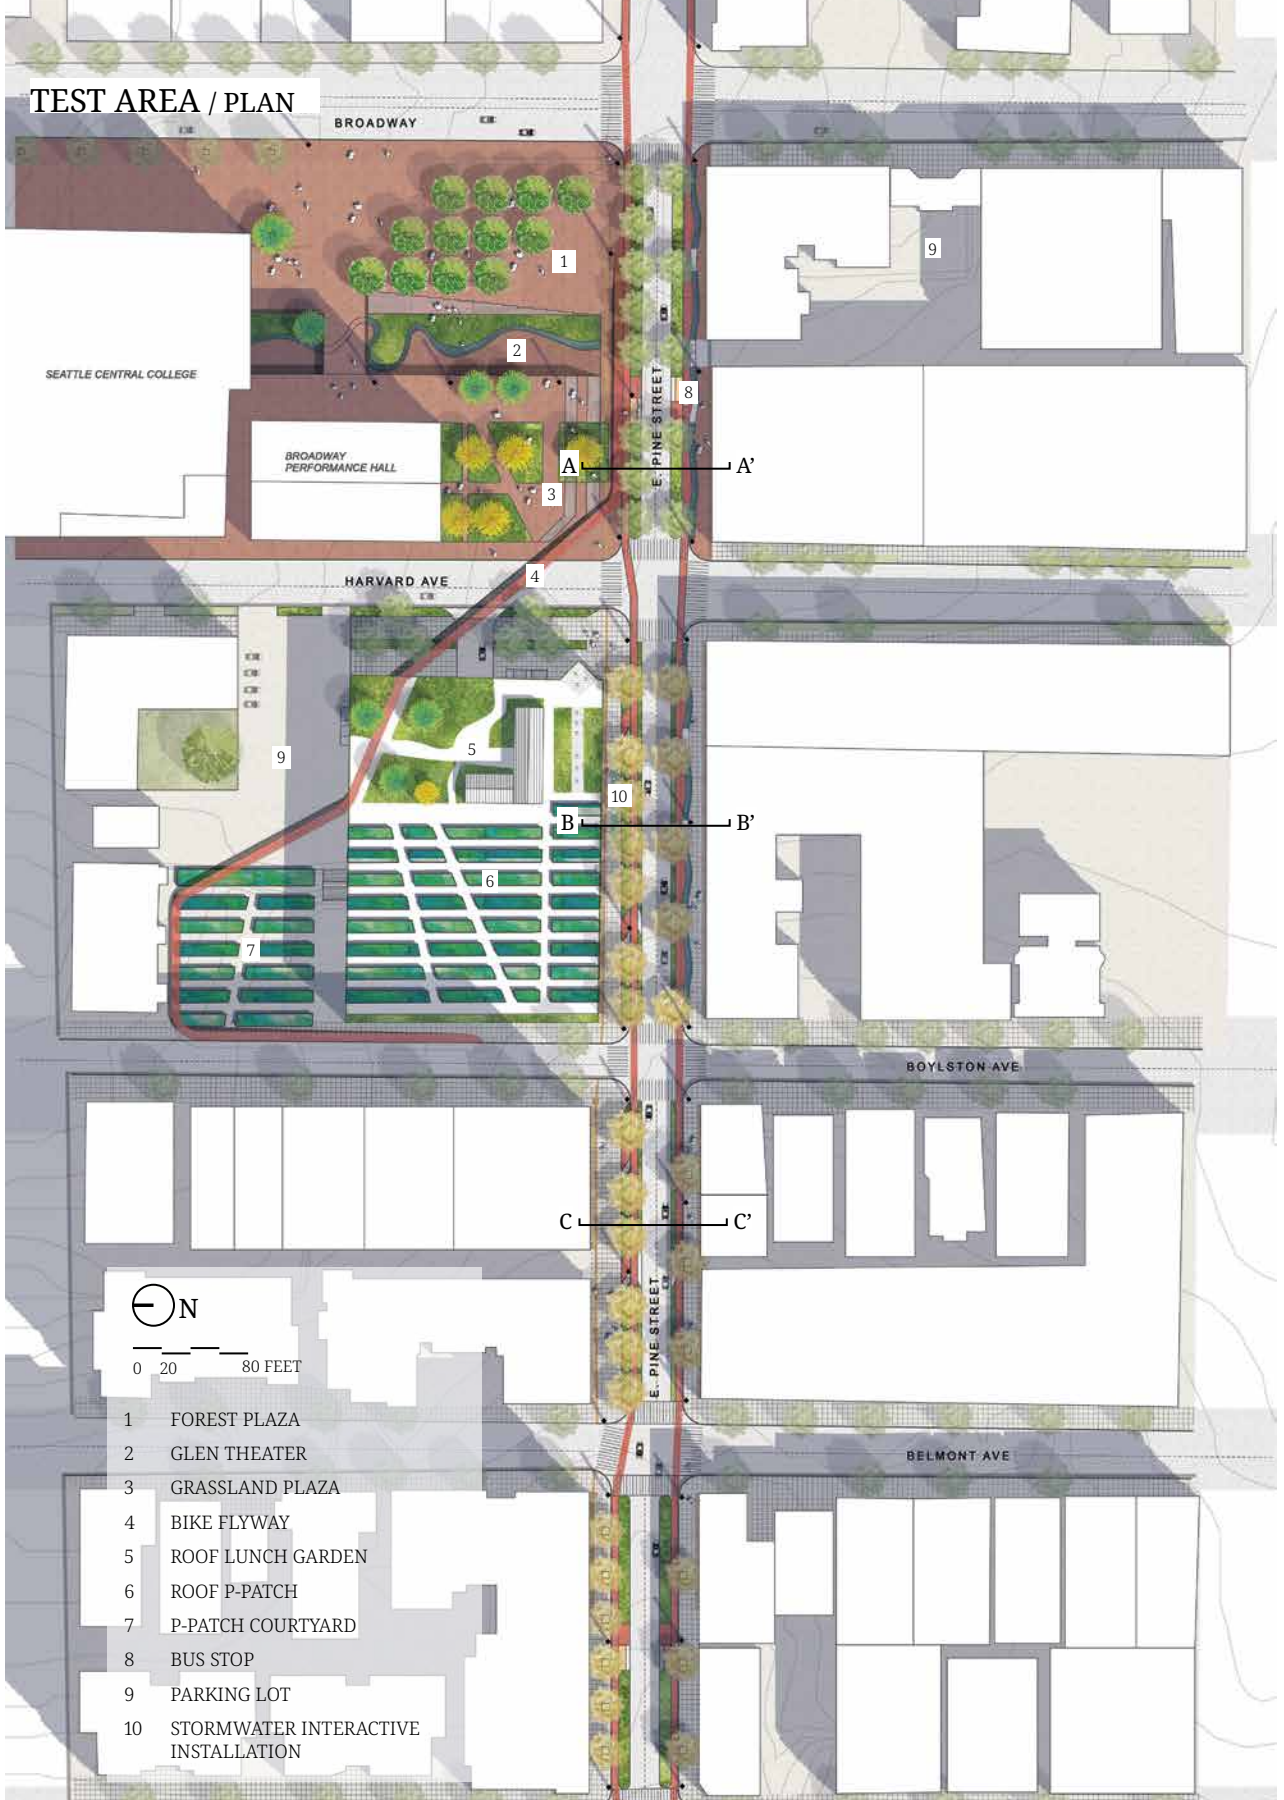 TEST AREA / PLAN
BROADWAY
1
9
2
SEATTLE CENTRAL COLLEGE
8
E. PINE STREET
BROADWAY
PERFORMANCE HALL
A
A’
3
4
HARVARD AVE
5
9
10
B
B’
6
7
BOYLSTON AVE
C
C’
E. PINE STREET
N
0 20 80 FEET
BELMONT AVE
1 FOREST PLAZA
2 GLEN THEATER
3 GRASSLAND PLAZA
4 BIKE FLYWAY
5 ROOF LUNCH GARDEN
6 ROOF P-PATCH
7 P-PATCH COURTYARD
8 BUS STOP
9 PARKING LOT
10 STORMWATER INTERACTIVE
INSTALLATION